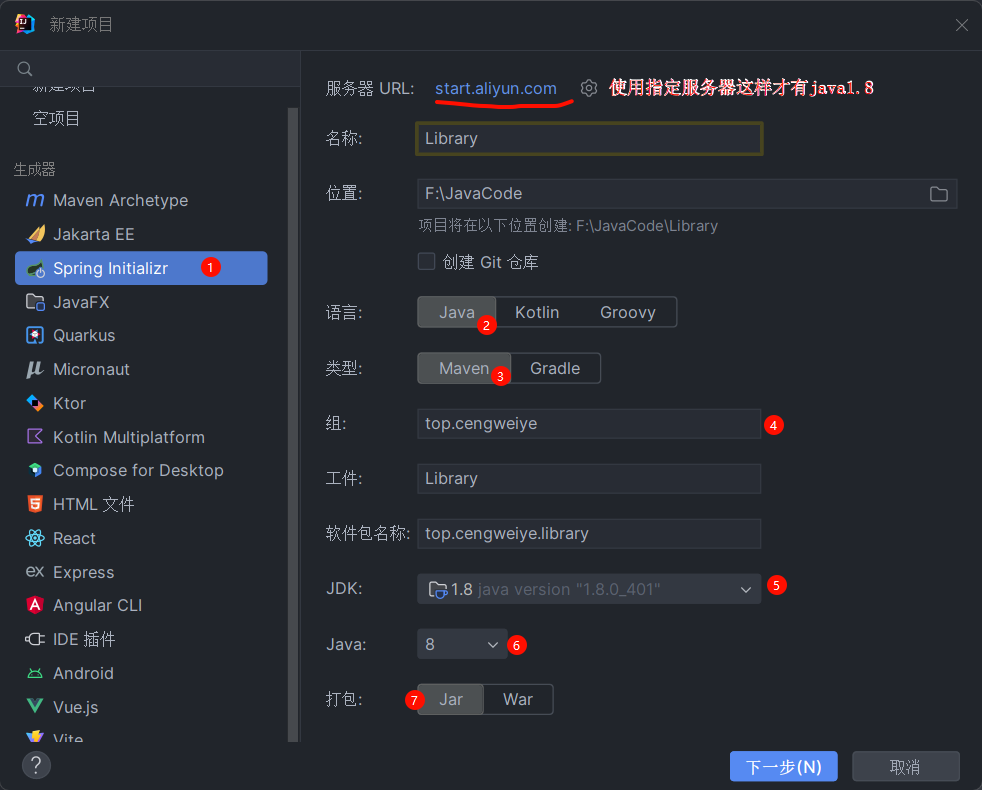 新建项目
新建项目
空项目
生成器
Maven Archetype
Jakarta EE
Spring Initializr 1
JavaFX
Quarkus
Micronaut
Ktor
Kotlin Multiplatform
Compose for Desktop
HTML 文件
React
Express
Angular CLI
IDE 插件
Android
Vue.js
Vite
服务器 URL: start.aliyun.com 使用指定服务器这样才有java1.8
名称: Library
位置: F:\JavaCode
项目将在以下位置创建: F:\JavaCode\Library
创建 Git 仓库
语言: Java 2 Kotlin Groovy
类型: Maven 3 Gradle
组: top.cengweiye 4
工件: Library
软件包名称: top.cengweiye.library
JDK: 1.8 java version "1.8.0_401" 5
Java: 8 6
打包: 7 Jar War
? 下一步(N) 取消